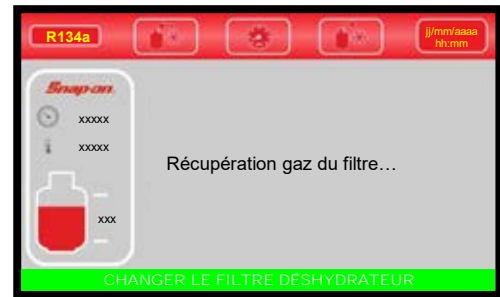 R134a
jj/mm/aaaa
hh:mm
Snap-on
xxxxx
xxxxx
Récupération gaz du filtre…
xxx
CHANGER LE FILTRE DÉSHYDRATEUR